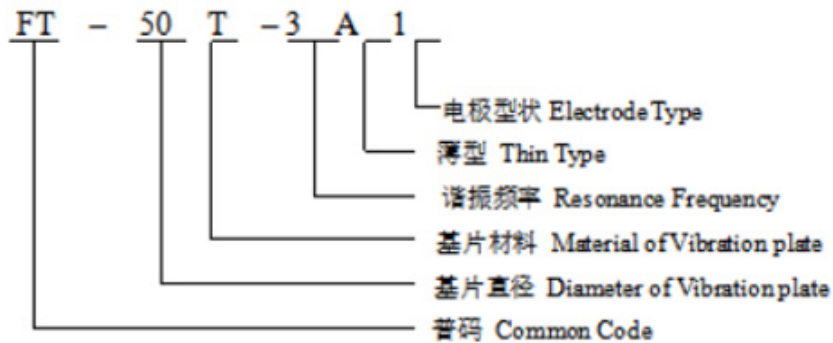 FT – 50 T – 3 A 1
电极型状 Electrode Type
薄型 Thin Type
谐振频率 Resonance Frequency
基片材料 Material of Vibration plate
基片直径 Diameter of Vibration plate
普码 Common Code